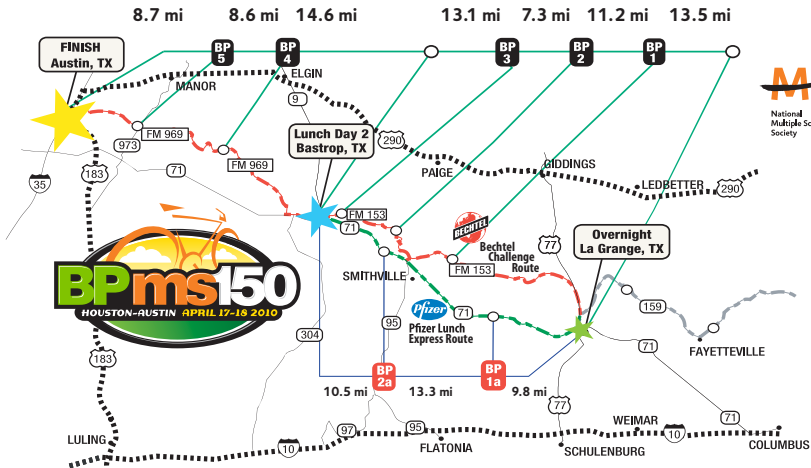 8.7 mi
8.6 mi
14.6 mi
13.1 mi
7.3 mi
11.2 mi
13.5 mi
FINISH
Austin, TX
BP
5
BP
4
BP
3
BP
2
BP
1
MANOR
ELGIN
9
973
FM 969
FM 969
Lunch Day 2
Bastrop, TX
290
PAIGE
GIDDINGS
LEDBETTER
290
National
Multiple Sc
Society
M
35
183
71
FM 153
71
BECHTEL
Bechtel
Challenge
Route
FM 153
77
Overnight
La Grange, TX
SMITHVILLE
Pfizer
Pfizer Lunch
Express Route
71
159
FAYETTEVILLE
BPms150
HOUSTON-AUSTIN APRIL 17-18 2010
183
304
95
BP
2a
BP
1a
10.5 mi
13.3 mi
9.8 mi
71
77
71
LULING
10
97
95
FLATONIA
SCHULENBURG
WEIMAR
10
COLUMBUS